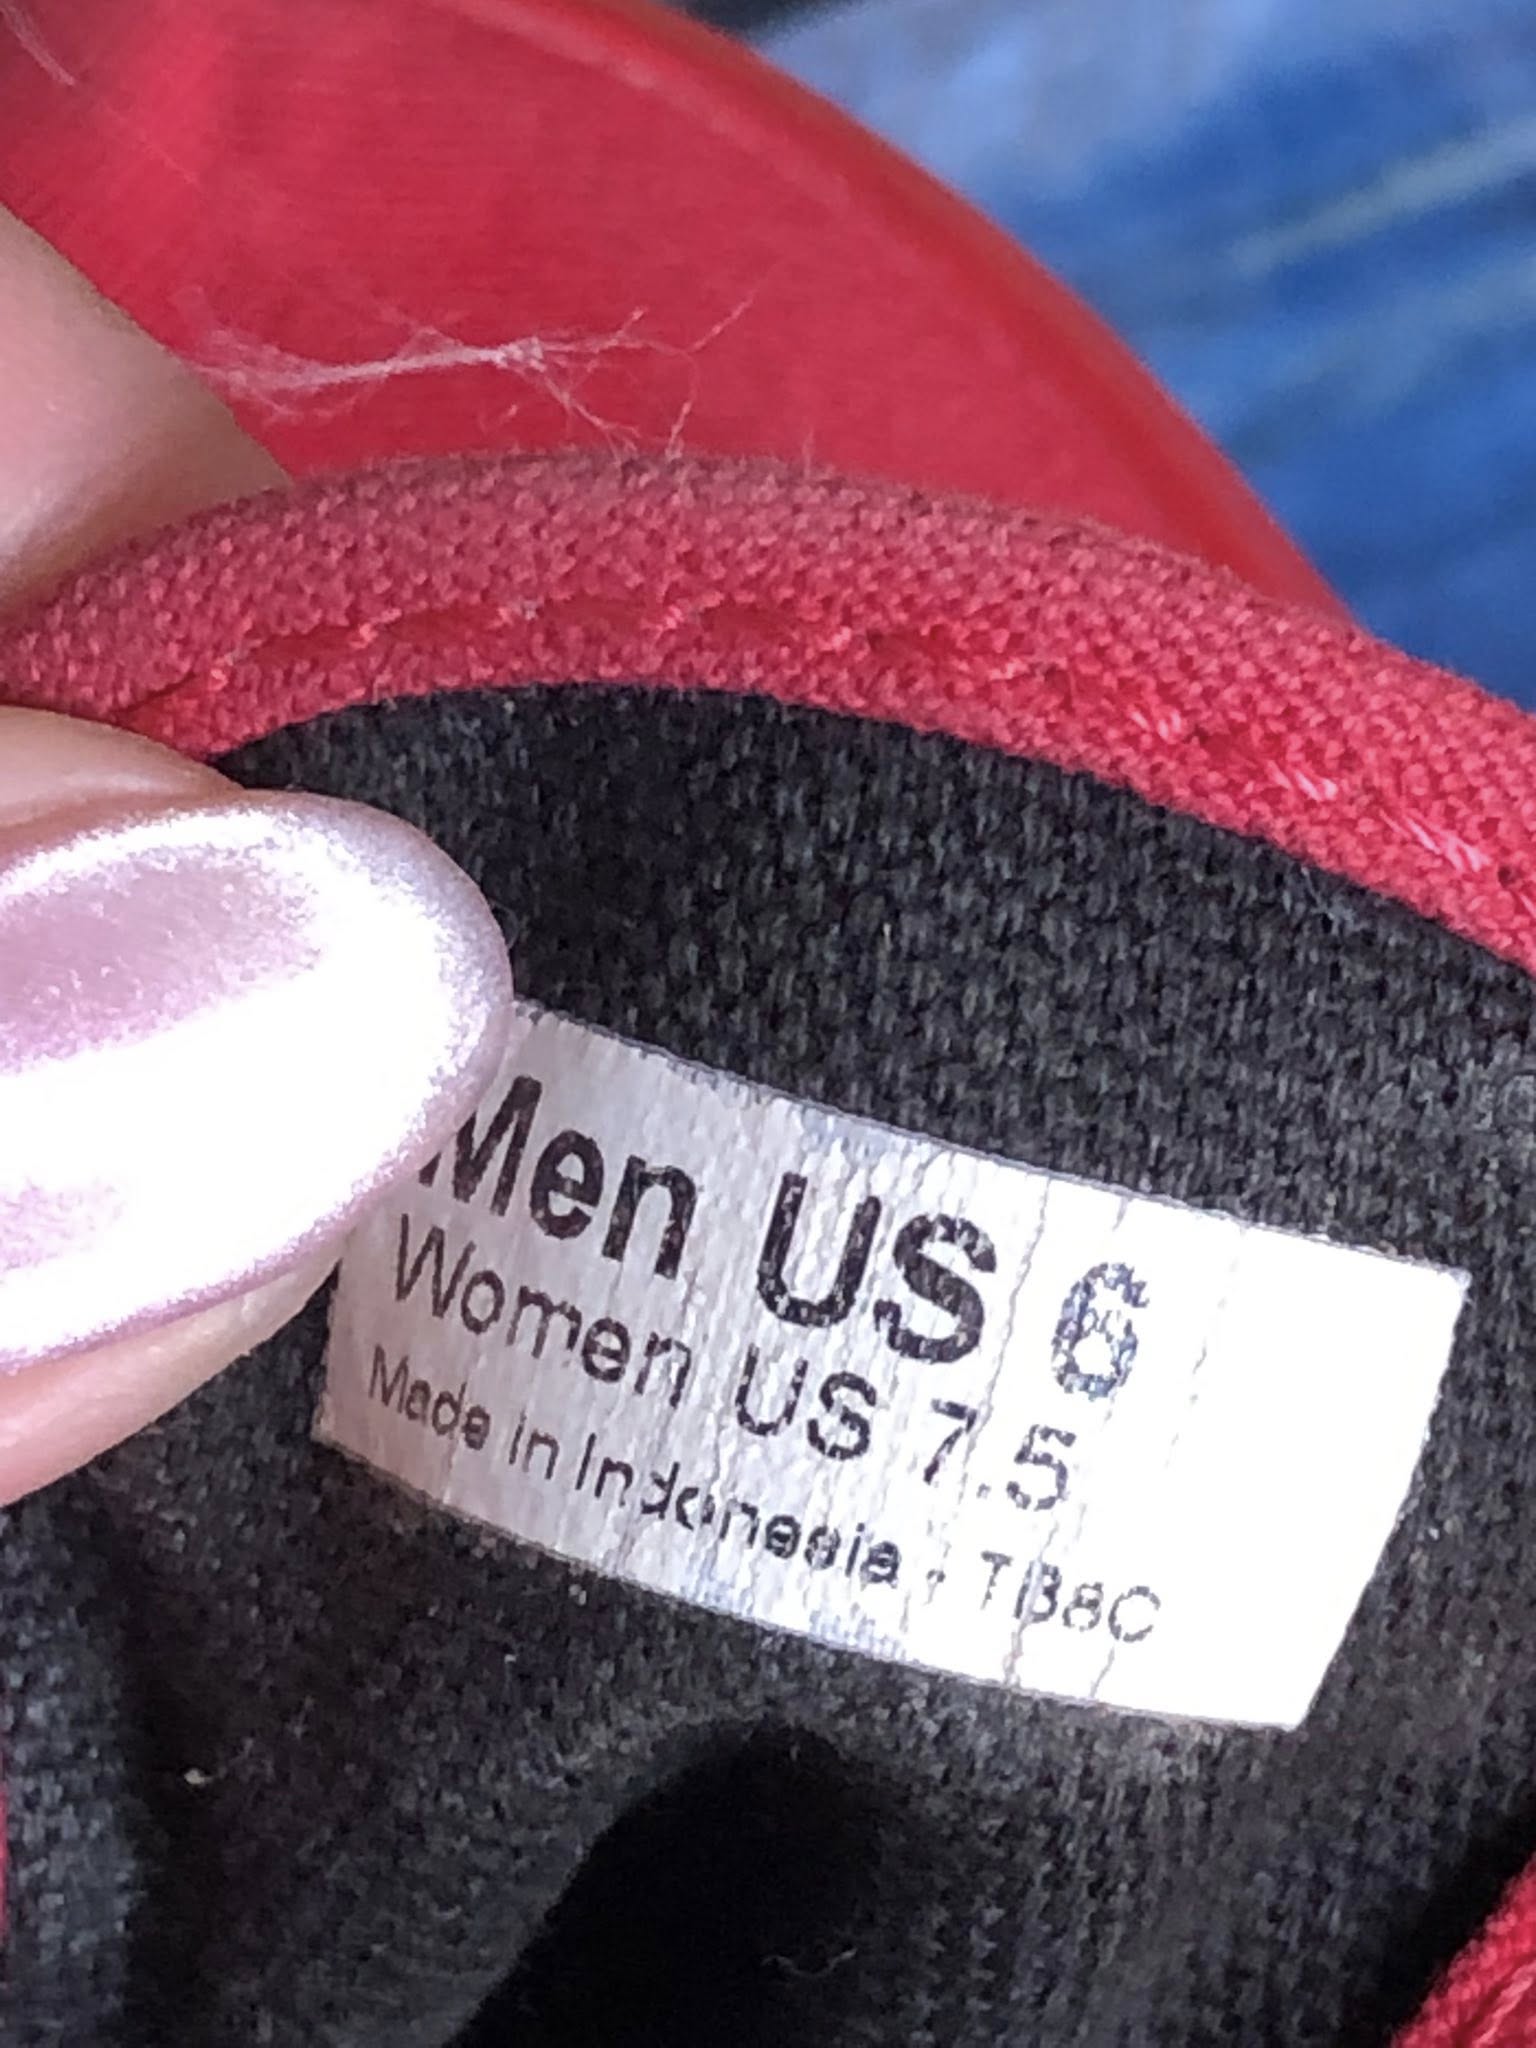 Men US 6
Women US 7.5
Made in Indonesia - TB8C